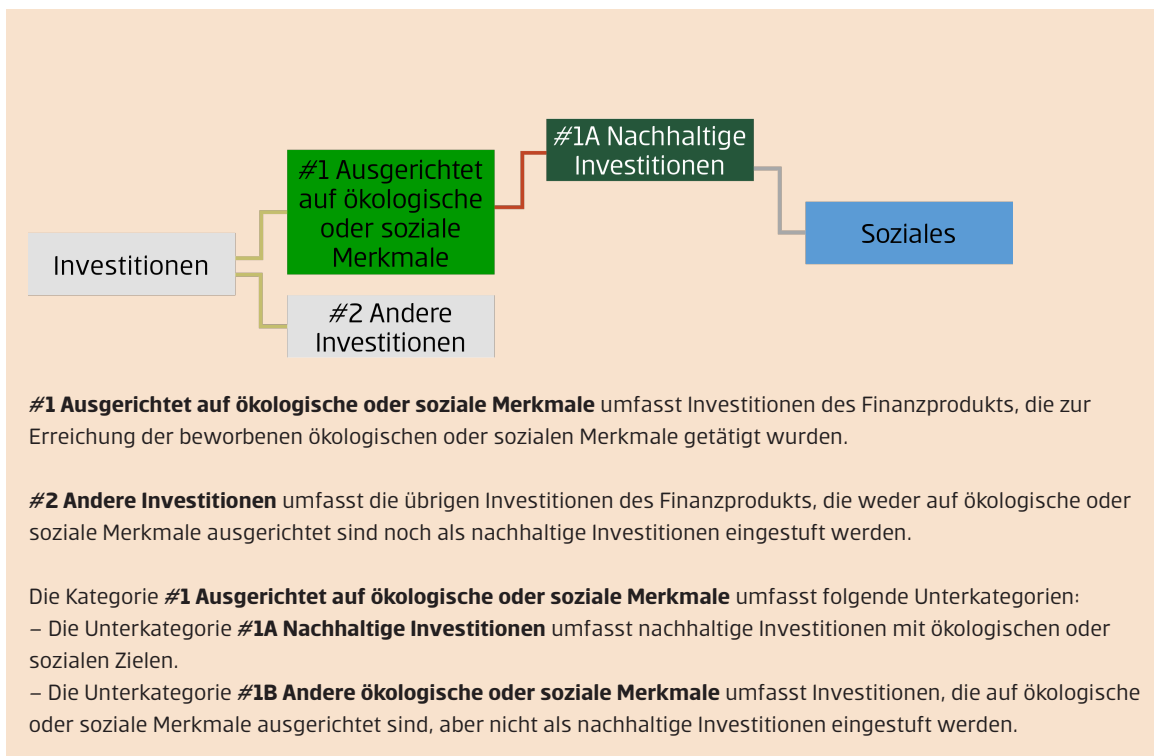 #1A Nachhaltige
Investitionen
#1 Ausgerichtet
auf ökologische
oder soziale
Merkmale
Soziales
Investitionen
#2 Andere
Investitionen
#1 Ausgerichtet auf ökologische oder soziale Merkmale umfasst Investitionen des Finanzprodukts, die zur
Erreichung der beworbenen ökologischen oder sozialen Merkmale getätigt wurden.
#2 Andere Investitionen umfasst die übrigen Investitionen des Finanzprodukts, die weder auf ökologische oder
soziale Merkmale ausgerichtet sind noch als nachhaltige Investitionen eingestuft werden.
Die Kategorie #1 Ausgerichtet auf ökologische oder soziale Merkmale umfasst folgende Unterkategorien:
– Die Unterkategorie #1A Nachhaltige Investitionen umfasst nachhaltige Investitionen mit ökologischen oder
sozialen Zielen.
– Die Unterkategorie #1B Andere ökologische oder soziale Merkmale umfasst Investitionen, die auf ökologische
oder soziale Merkmale ausgerichtet sind, aber nicht als nachhaltige Investitionen eingestuft werden.